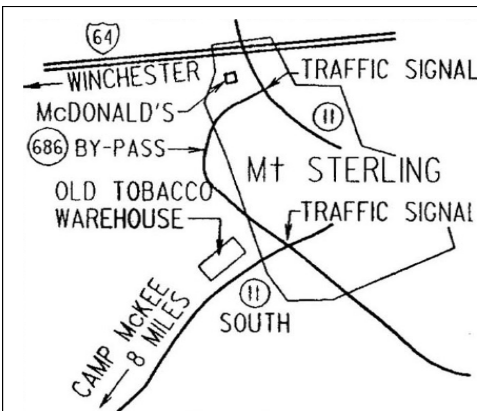 64
WINCHESTER
TRAFFIC SIGNAL
McDONALD'S
11
686 BY-PASS
Mt STERLING
OLD TOBACCO
WAREHOUSE
TRAFFIC SIGNAL
11
SOUTH
CAMP McKEE
8 MILES